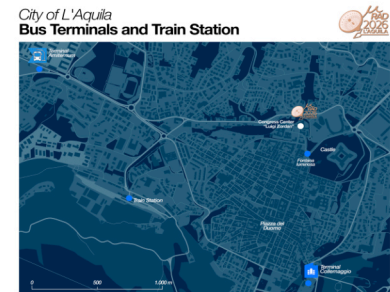 City of L'Aquila
Bus Terminals and Train Station
RAD
2026
L'AQUILA
Terminal
Congress Center
"Luigi Zordan"
Castle
Fontana
luminosa
Train Station
Piazza del
Duomo
Terminal
Collemaggio
0 500 1.000 m